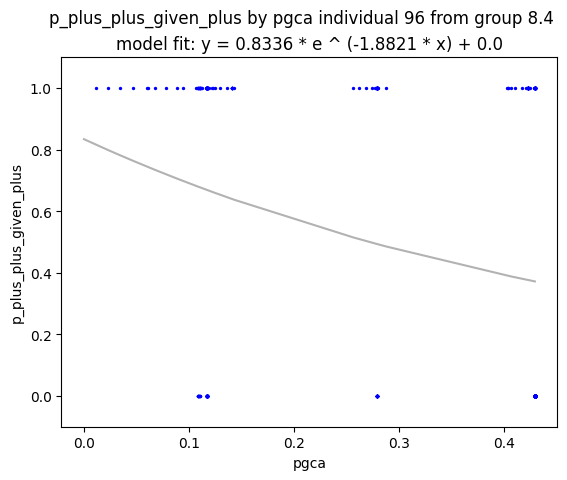 p_plus_plus_given_plus by pgca individual 96 from group 8.4
model fit: y = 0.8336 * e ^ (-1.8821 * x) + 0.0
1.0
0.8
0.6
0.4
0.2
0.0
p_plus_plus_given_plus
0.0 0.1 0.2 0.3 0.4
pgca